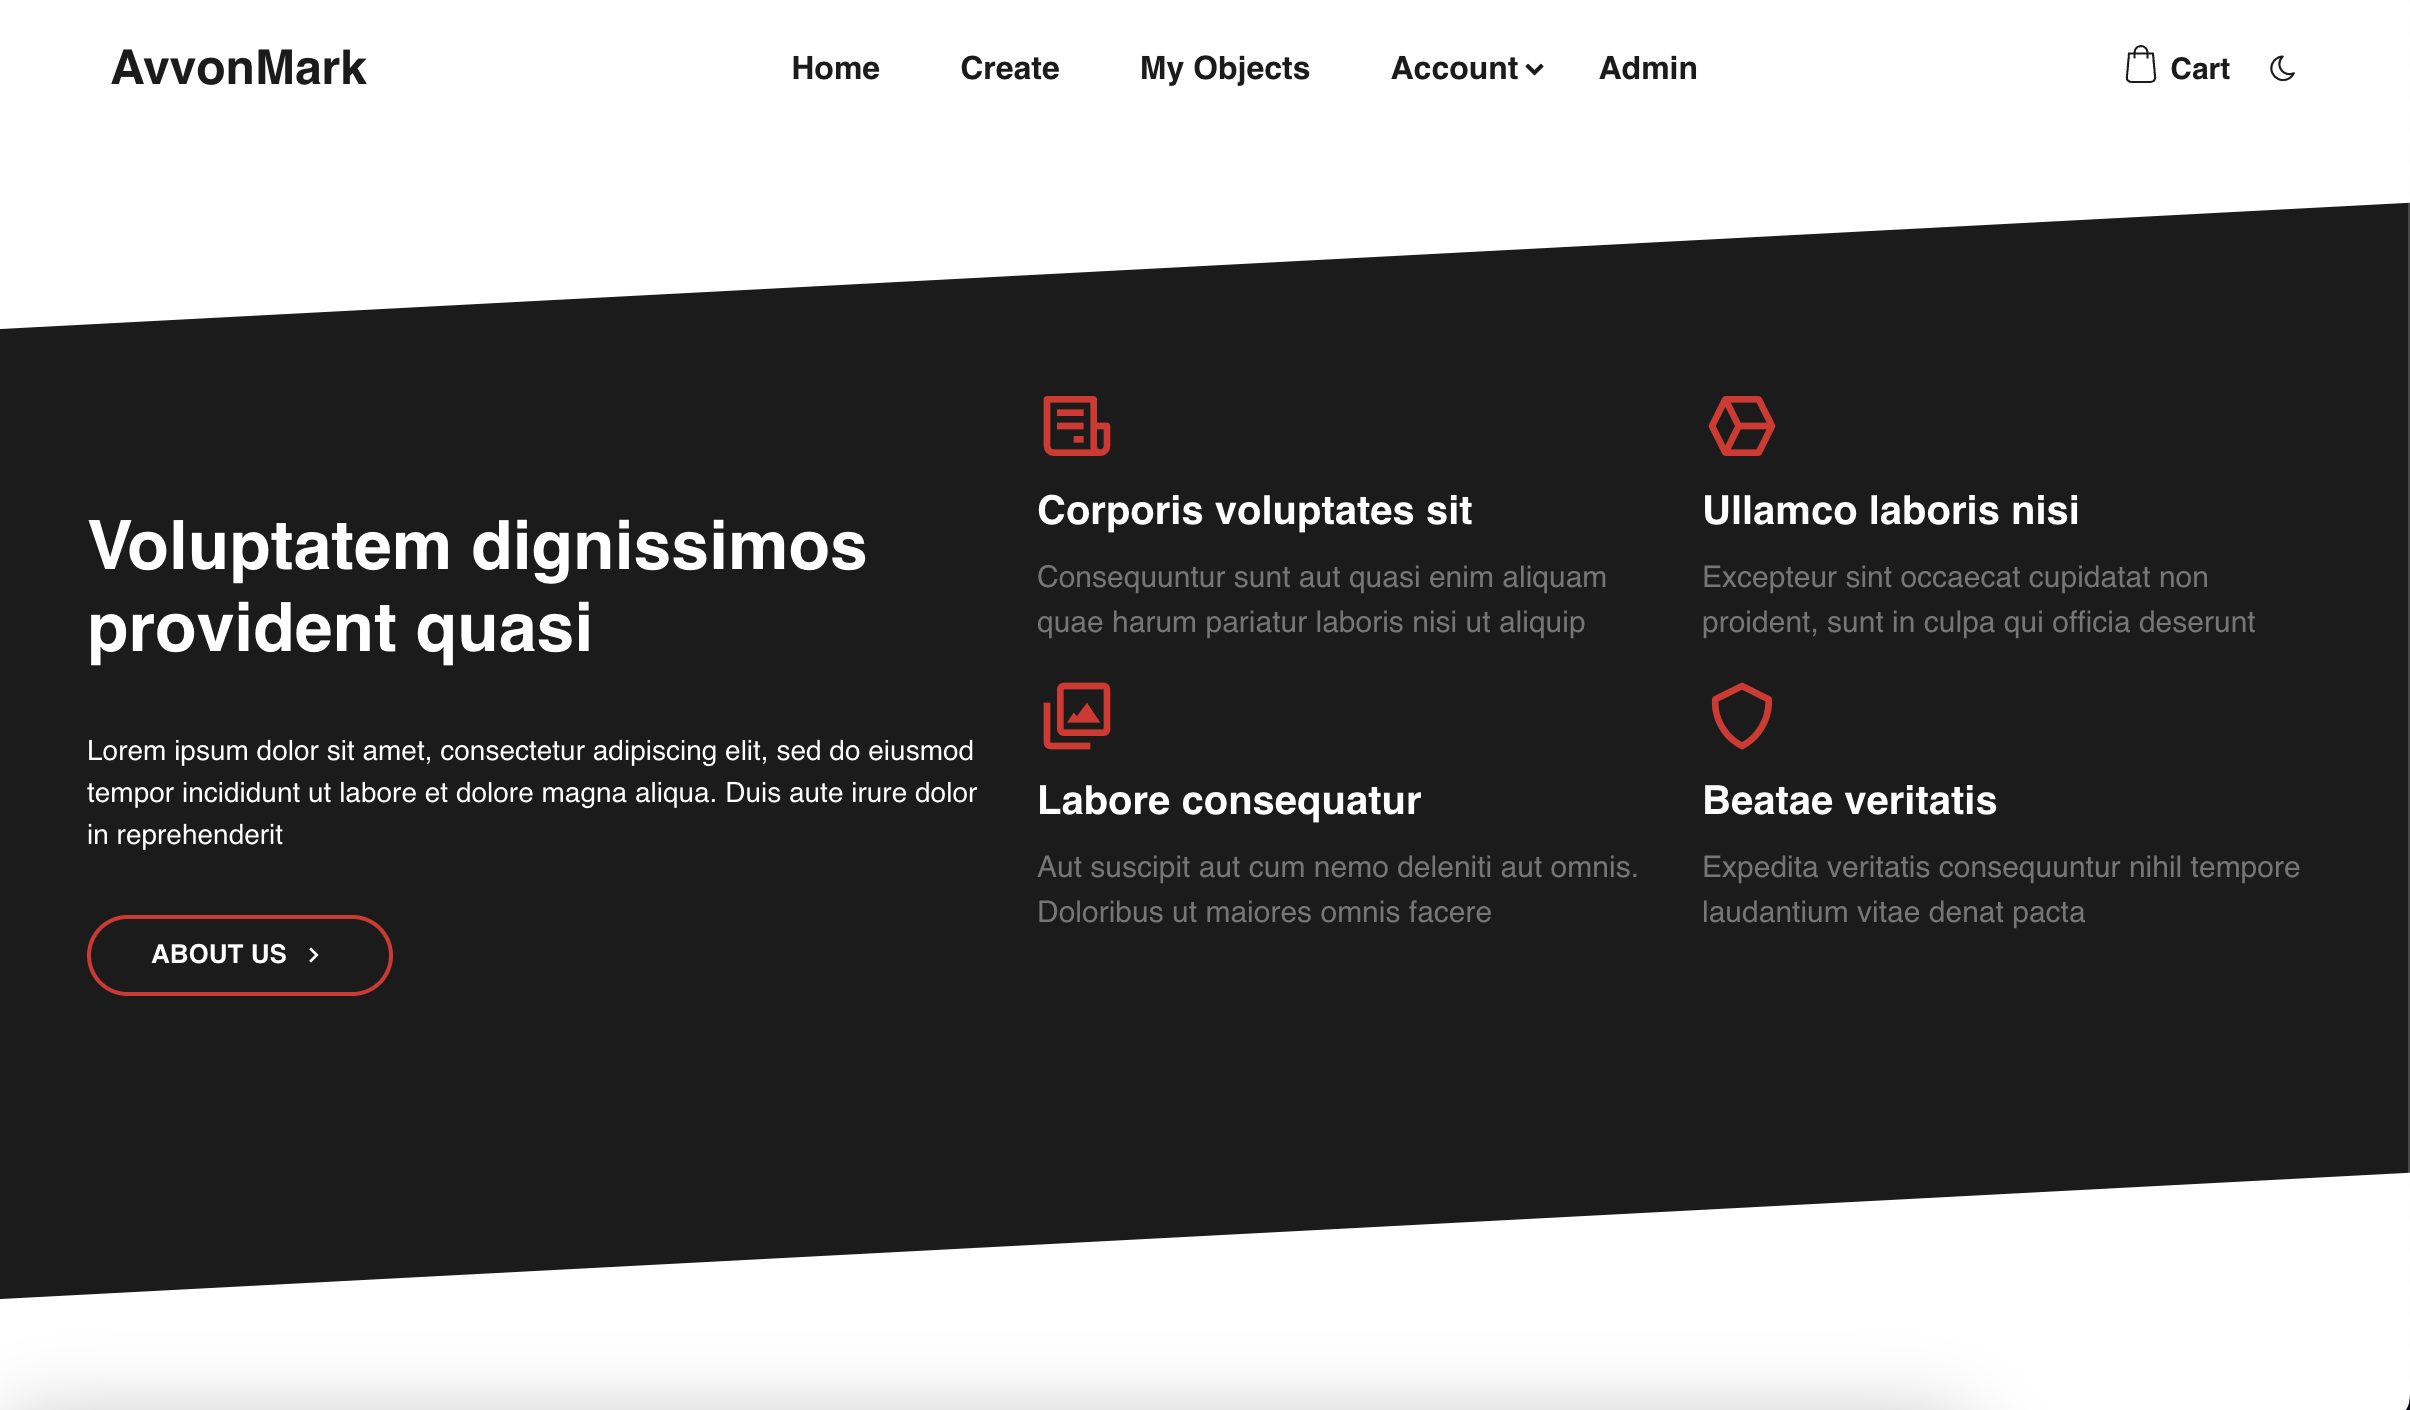 AvvonMark
Home
Create
My Objects
Account
Admin
Cart
Voluptatem dignissimos
provident quasi
Lorem ipsum dolor sit amet, consectetur adipiscing elit, sed do eiusmod
tempor incididunt ut labore et dolore magna aliqua. Duis aute irure dolor
in reprehenderit
ABOUT US
Corporis voluptates sit
Consequuntur sunt aut quasi enim aliquam
quae harum pariatur laboris nisi ut aliquip
Ullamco laboris nisi
Excepteur sint occaecat cupidatat non
proident, sunt in culpa qui officia deserunt
Labore consequatur
Aut suscipit aut cum nemo deleniti aut omnis.
Doloribus ut maiores omnis facere
Beatae veritatis
Expedita veritatis consequuntur nihil tempore
laudantium vitae denat pacta